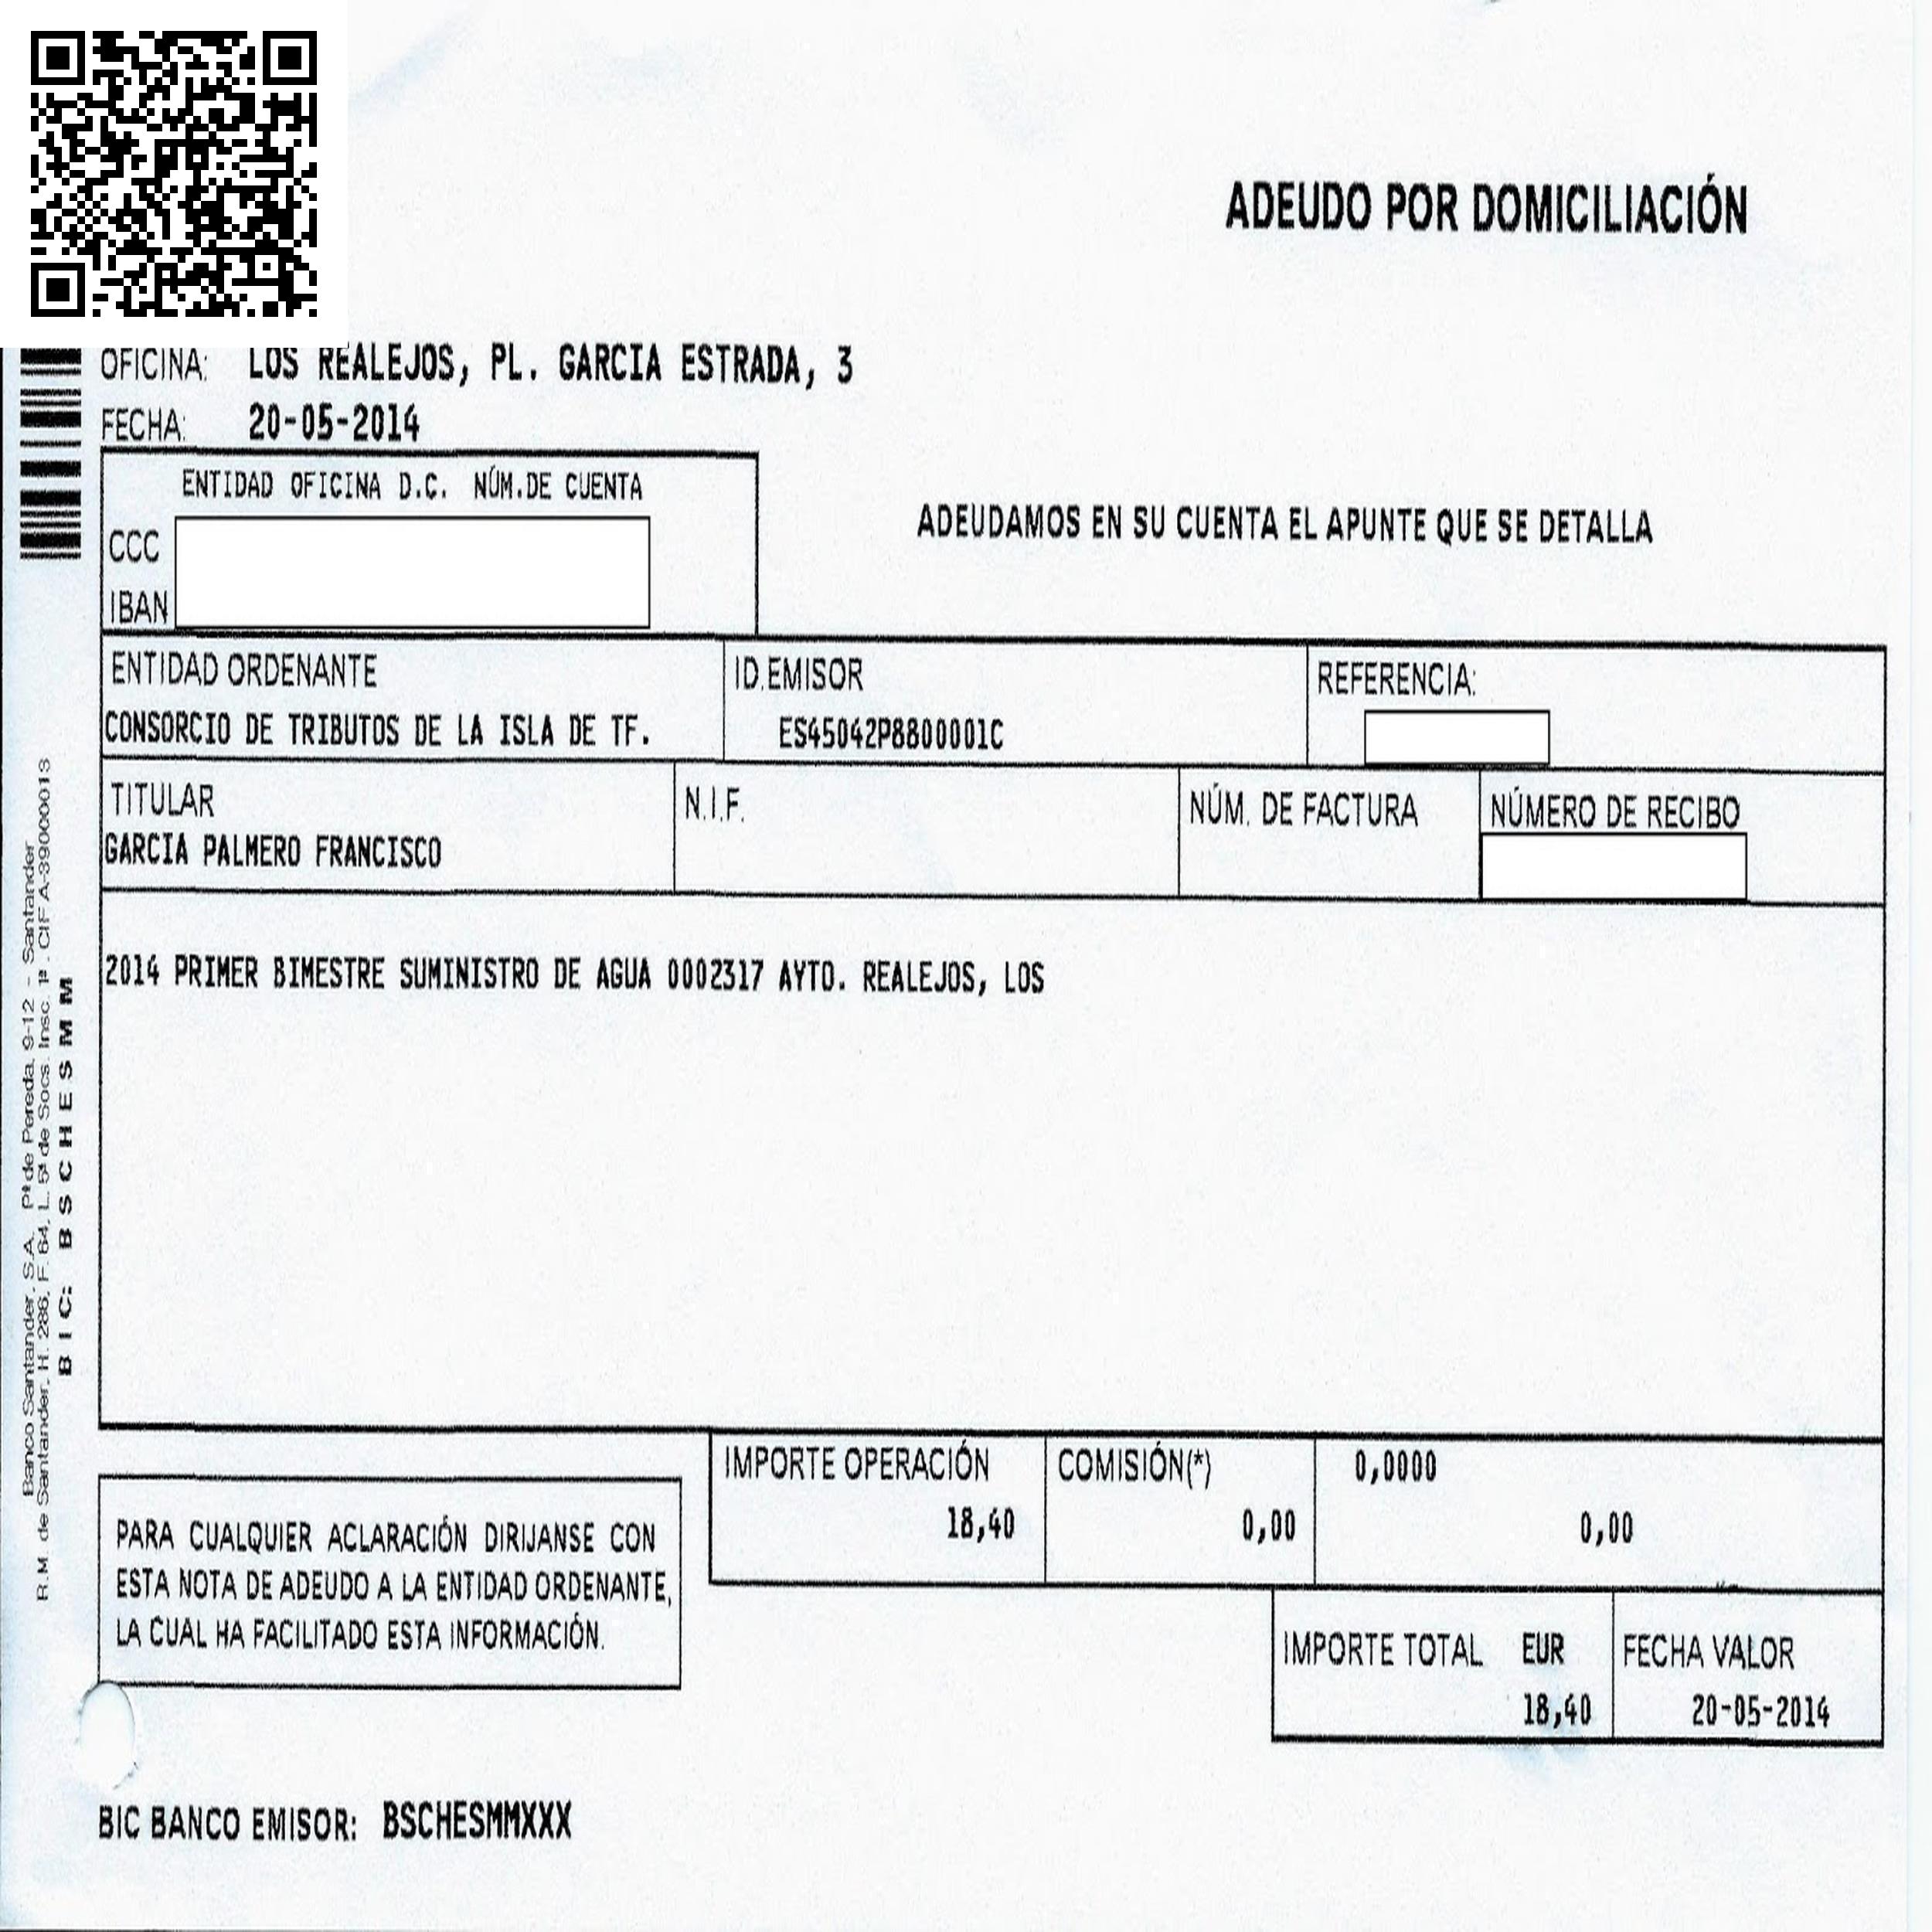 ADEUDO POR DOMICILIACIÓN
OFICINA: LOS REALEJOS, PL. GARCIA ESTRADA, 3
FECHA: 20-05-2014
ENTIDAD OFICINA D.C. NÚM.DE CUENTA
CCC
IBAN
ADEUDAMOS EN SU CUENTA EL APUNTE QUE SE DETALLA
ENTIDAD ORDENANTE
CONSORCIO DE TRIBUTOS DE LA ISLA DE TF.
ID.EMISOR
ES45042P8800001C
REFERENCIA:
TITULAR
GARCIA PALMERO FRANCISCO
N.I.F.
NÚM. DE FACTURA
NÚMERO DE RECIBO
2014 PRIMER BIMESTRE SUMINISTRO DE AGUA 0002317 AYTO. REALEJOS, LOS
IMPORTE OPERACIÓN
18,40
COMISIÓN(*)
0,00
0,0000
0,00
PARA CUALQUIER ACLARACIÓN DIRIJANSE CON
ESTA NOTA DE ADEUDO A LA ENTIDAD ORDENANTE,
LA CUAL HA FACILITADO ESTA INFORMACIÓN.
IMPORTE TOTAL EUR
18,40
FECHA VALOR
20-05-2014
BIC BANCO EMISOR: BSCHESMMXXX
Banco Santander, S.A. Pº de Pereda, 9-12 - Santander
R.M. de Santander, H. 286, F. 64, L. 5º de Socs. Insc. 1ª. CIF A-39000013
BIC: BSCHESMM